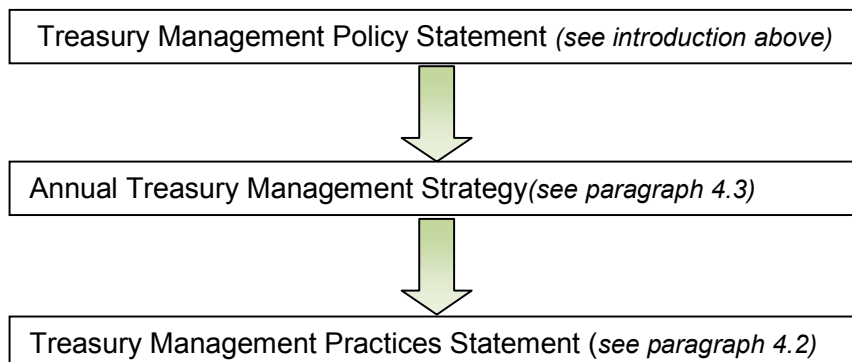 Treasury Management Policy Statement (see introduction above)
Annual Treasury Management Strategy(see paragraph 4.3)
Treasury Management Practices Statement (see paragraph 4.2)